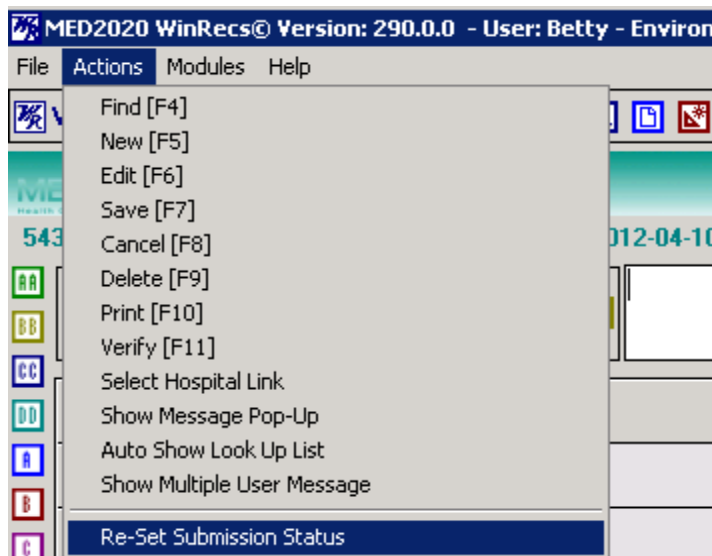 MED2020 WinRecs© Version: 290.0.0 - User: Betty - Environ
File Actions Modules Help
Find [F4]
New [F5]
Edit [F6]
Save [F7]
Cancel [F8]
Delete [F9]
Print [F10]
Verify [F11]
Select Hospital Link
Show Message Pop-Up
Auto Show Look Up List
Show Multiple User Message
Re-Set Submission Status
543
012-04-10
AA
BB
CC
DD
A
B
C